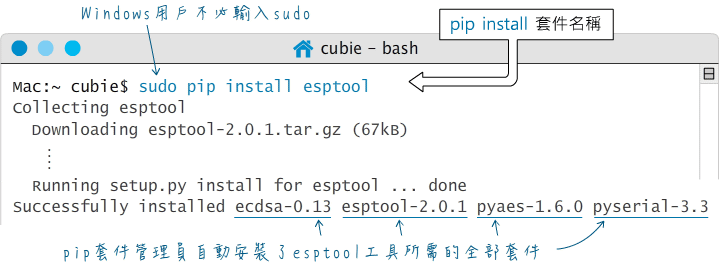 Windows用戶不必輸入sudo
pip install 套件名稱
cubie – bash
Mac:~ cubie$ sudo pip install esptool
Collecting esptool
Downloading esptool-2.0.1.tar.gz (67kB)
⋮
Running setup.py install for esptool ... done
Successfully installed ecdsa-0.13 esptool-2.0.1 pyaes-1.6.0 pyserial-3.3
pip套件管理員自動安裝了esptool工具所需的全部套件